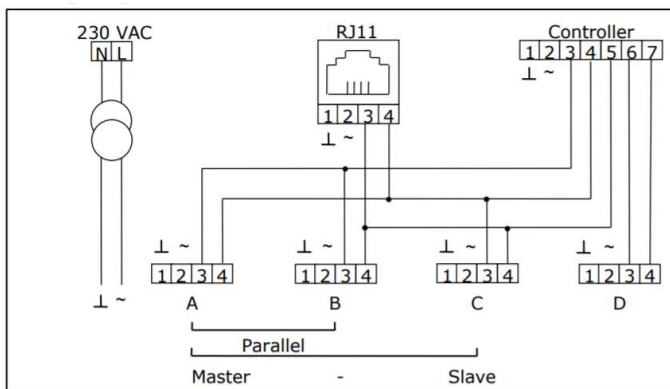 230 VAC
N L
RJ11
1 2 3 4
⊥ ~
Controller
1 2 3 4 5 6 7
⊥ ~
⊥ ~
1 2 3 4
A
⊥ ~
1 2 3 4
B
⊥ ~
1 2 3 4
C
⊥ ~
1 2 3 4
D
⊥ ~
Parallel
Master - Slave